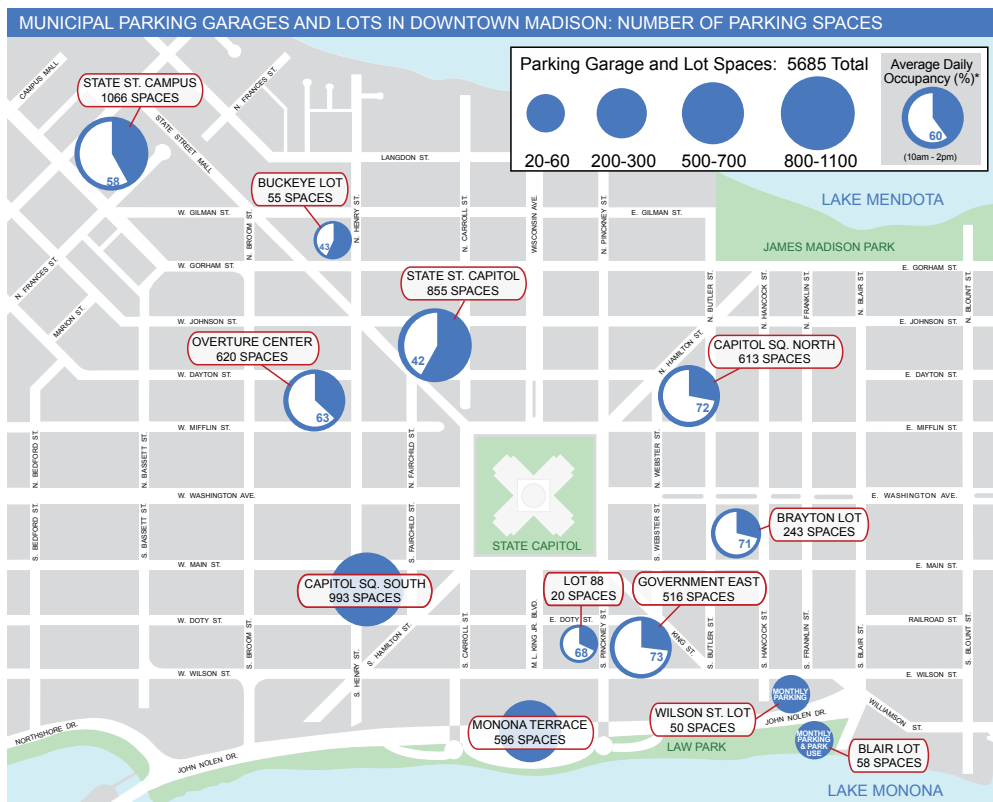 MUNICIPAL PARKING GARAGES AND LOTS IN DOWNTOWN MADISON: NUMBER OF PARKING SPACES
Parking Garage and Lot Spaces: 5685 Total
20-60
200-300
500-700
800-1100
Average Daily
Occupancy (%)*
60
(10am - 2pm)
STATE ST. CAMPUS
1066 SPACES
58
BUCKEYE LOT
55 SPACES
43
STATE ST. CAPITOL
855 SPACES
42
OVERTURE CENTER
620 SPACES
63
CAPITOL SQ. NORTH
613 SPACES
72
BRAYTON LOT
243 SPACES
71
CAPITOL SQ. SOUTH
993 SPACES
LOT 88
20 SPACES
68
GOVERNMENT EAST
516 SPACES
73
MONONA TERRACE
596 SPACES
WILSON ST. LOT
50 SPACES
MONTHLY
PARKING
BLAIR LOT
58 SPACES
MONTHLY
PARKING
& PARK
USE
LAKE MENDOTA
JAMES MADISON PARK
STATE CAPITOL
LAW PARK
LAKE MONONA
CAMPUS MALL
N. FRANCES ST.
STATE STREET MALL
LANGDON ST.
W. GILMAN ST.
E. GILMAN ST.
W. GORHAM ST.
E. GORHAM ST.
N. FRANCES ST.
MARION ST.
W. JOHNSON ST.
E. JOHNSON ST.
W. DAYTON ST.
E. DAYTON ST.
W. MIFFLIN ST.
E. MIFFLIN ST.
W. WASHINGTON AVE.
E. WASHINGTON AVE.
W. MAIN ST.
E. MAIN ST.
W. DOTY ST.
E. DOTY ST.
RAILROAD ST.
W. WILSON ST.
E. WILSON ST.
N. BROOM ST.
N. HENRY ST.
N. CARROLL ST.
WISCONSIN AVE.
N. PINCKNEY ST.
N. BUTLER ST.
N. HANCOCK ST.
N. FRANKLIN ST.
N. BLAIR ST.
N. BLOUNT ST.
N. HAMILTON ST.
N. BEDFORD ST.
N. BASSETT ST.
N. FAIRCHILD ST.
N. WEBSTER ST.
S. BEDFORD ST.
S. BASSETT ST.
S. FAIRCHILD ST.
S. WEBSTER ST.
S. BROOM ST.
S. HENRY ST.
S. HAMILTON ST.
S. CARROLL ST.
M. L. KING JR. BLVD.
S. PINCKNEY ST.
KING ST.
S. BUTLER ST.
S. HANCOCK ST.
S. FRANKLIN ST.
S. BLAIR ST.
S. BLOUNT ST.
NORTHSHORE DR.
JOHN NOLEN DR.
JOHN NOLEN DR.
WILLIAMSON ST.